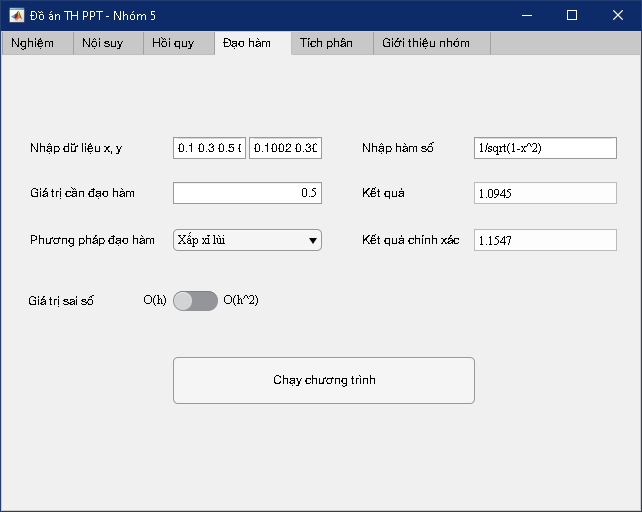 Đồ án TH PPT - Nhóm 5
Nghiệm Nội suy Hồi quy Đạo hàm Tích phân Giới thiệu nhóm
Nhập dữ liệu x, y 0.1 0.3 0.5 0.1002 0.30 Nhập hàm số 1/sqrt(1-x^2)
Giá trị cần đạo hàm 0.5 Kết quả 1.0945
Phương pháp đạo hàm Xấp xỉ lùi Kết quả chính xác 1.1547
Giá trị sai số O(h) O(h^2)
Chạy chương trình